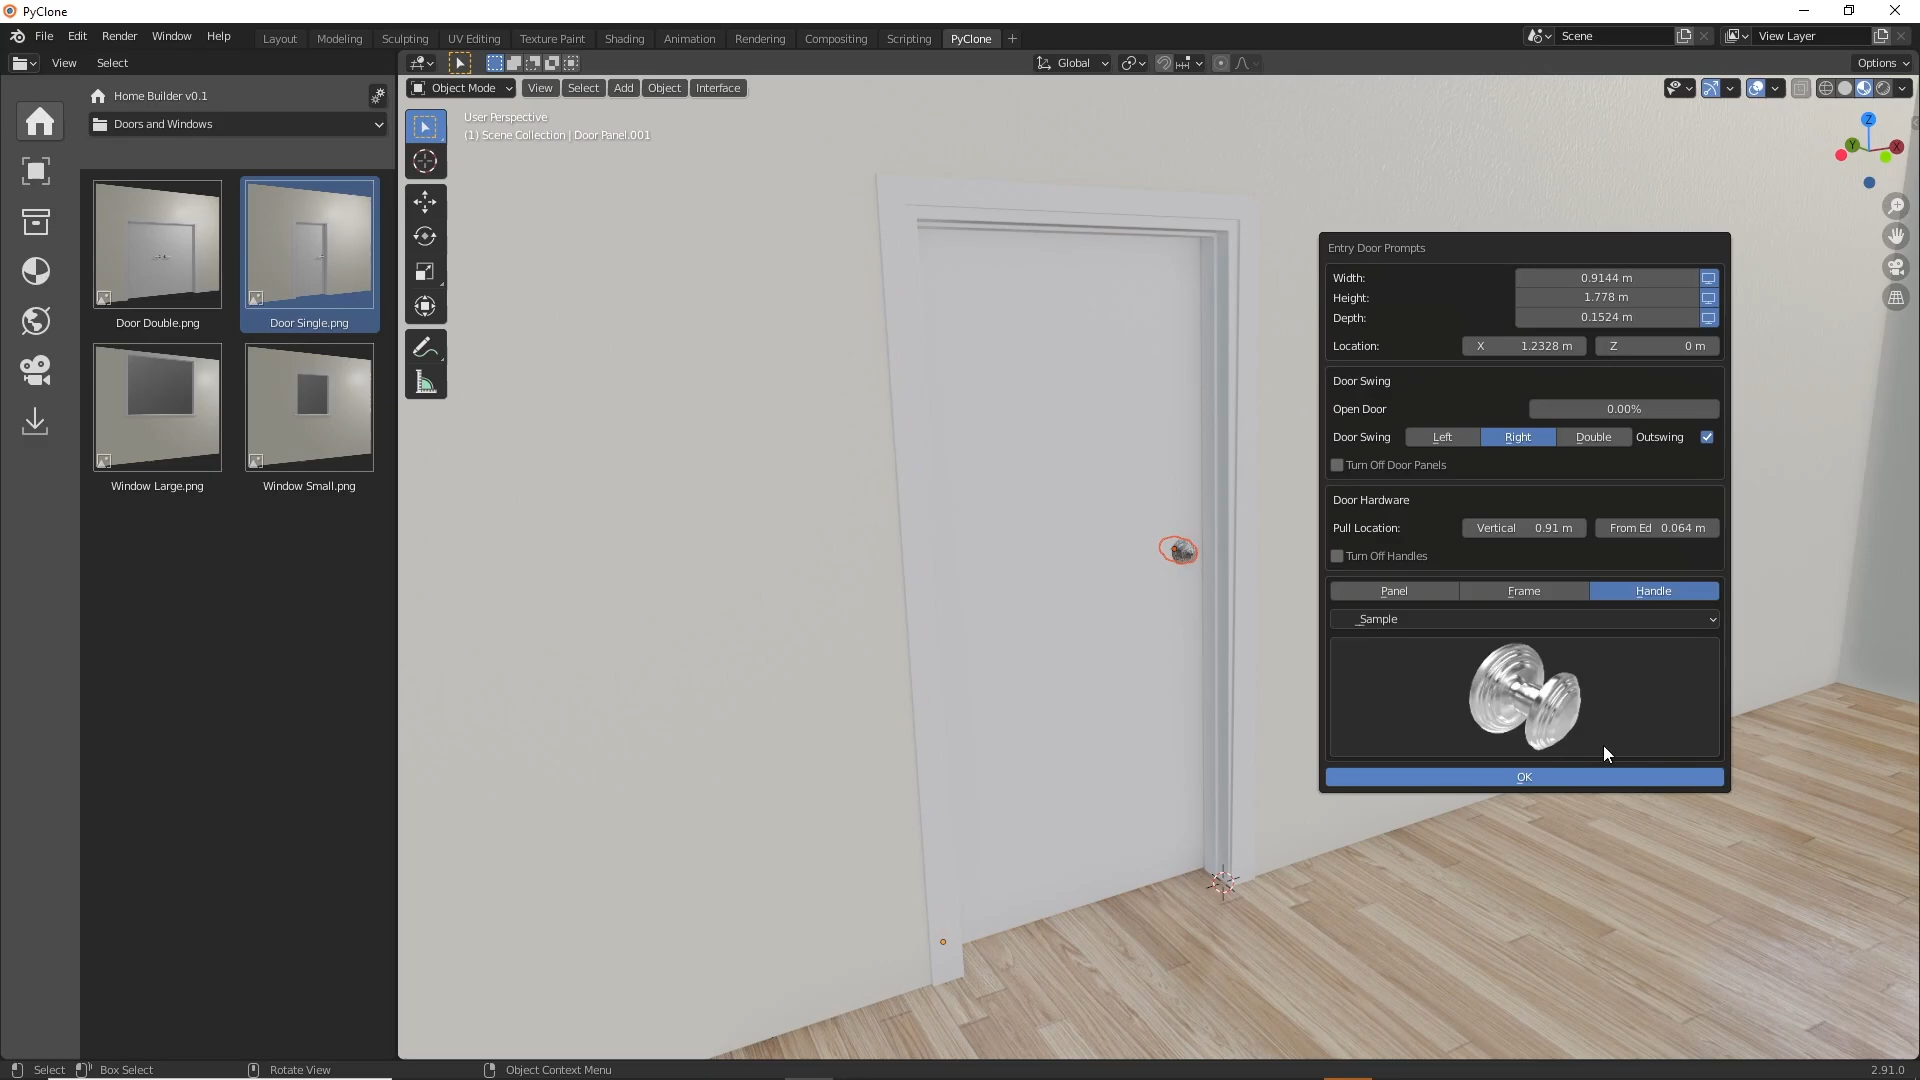 PyClone
File Edit Render Window Help
Layout Modeling Sculpting UV Editing Texture Paint Shading Animation Rendering Compositing Scripting PyClone
Scene
View Layer
View Select
Global
Options
Home Builder v0.1
Object Mode View Select Add Object Interface
Doors and Windows
User Perspective
(1) Scene Collection | Door Panel.001
Z
Y
X
Door Double.png
Door Single.png
Window Large.png
Window Small.png
Entry Door Prompts
Width: 0.9144 m
Height: 1.778 m
Depth: 0.1524 m
Location: X 1.2328 m Z 0 m
Door Swing
Open Door 0.00%
Door Swing Left Right Double Outswing
Turn Off Door Panels
Door Hardware
Pull Location: Vertical 0.91 m From Ed 0.064 m
Turn Off Handles
Panel Frame Handle
_Sample
OK
Select Box Select Rotate View Object Context Menu 2.91.0